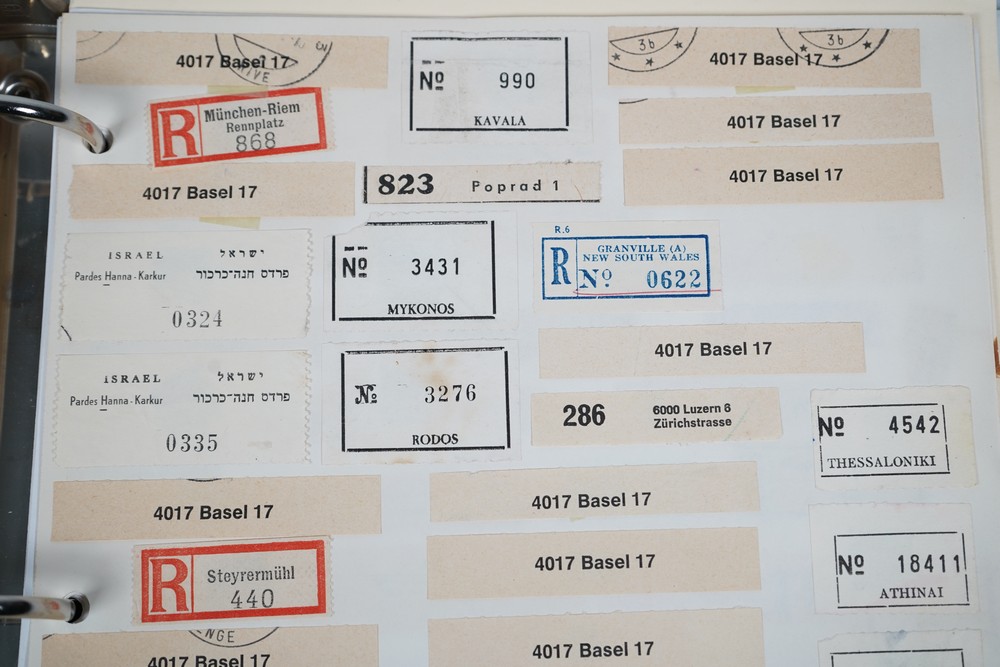 4017 Basel 17
3b
3b
4017 Basel 17
Nº 990
KAVALA
R München-Riem
Rennplatz
868
4017 Basel 17
4017 Basel 17
4017 Basel 17
823 Poprad 1
ISRAEL ישראל
Pardes Hanna-Karkur פרדס חנה-כרכור
0324
Nº 3431
MYKONOS
R.6
R GRANVILLE (A)
NEW SOUTH WALES
Nº 0622
4017 Basel 17
ISRAEL ישראל
Pardes Hanna-Karkur פרדס חנה-כרכור
0335
Nº 3276
RODOS
286 6000 Luzern 6
Zürichstrasse
Nº 4542
THESSALONIKI
4017 Basel 17
4017 Basel 17
R Steyrermühl
440
4017 Basel 17
Nº 18411
ATHINAI
NGE
4017 Basel 17
4017 Basel 17